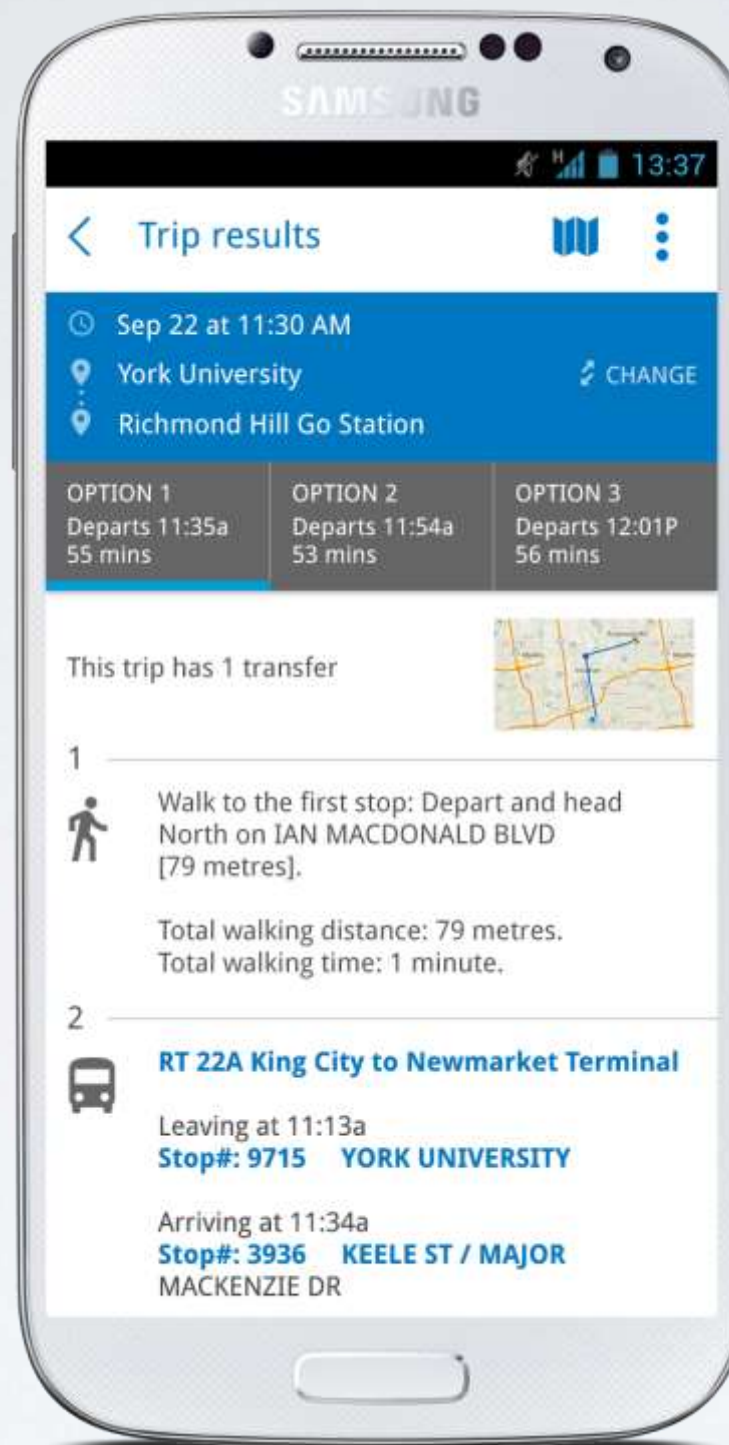 SAMSUNG
H 13:37
Trip results
Sep 22 at 11:30 AM
York University
CHANGE
Richmond Hill Go Station
OPTION 1
Departs 11:35a
55 mins
OPTION 2
Departs 11:54a
53 mins
OPTION 3
Departs 12:01P
56 mins
This trip has 1 transfer
1
Walk to the first stop: Depart and head
North on IAN MACDONALD BLVD
[79 metres].
Total walking distance: 79 metres.
Total walking time: 1 minute.
2
RT 22A King City to Newmarket Terminal
Leaving at 11:13a
Stop#: 9715 YORK UNIVERSITY
Arriving at 11:34a
Stop#: 3936 KEELE ST / MAJOR
MACKENZIE DR